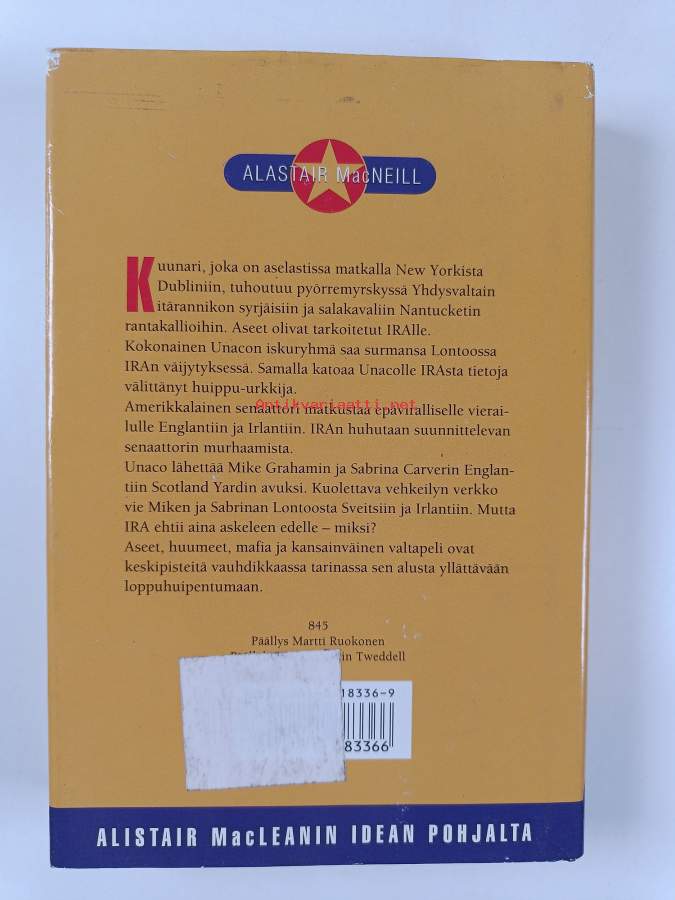 ALASTAIR MacNEILL
Kuunari, joka on aselastissa matkalla New Yorkista
Dubliniin, tuhoutuu pyörremyrskyssä Yhdysvaltain
itärannikon syrjäisiin ja salakavaliin Nantucketin
rantakallioihin. Aseet olivat tarkoitetut IRAlle.
Kokonainen Unacon iskuryhmä saa surmansa Lontoossa
IRAn väijytyksessä. Samalla katoaa Unacolle IRAsta tietoja
välittänyt huippu-urkkija.
Antikvariaatti.net
Amerikkalainen senaattori matkustaa epäviralliselle vierai-
lulle Englantiin ja Irlantiin. IRAn huhutaan suunnittelevan
senaattorin murhaamista.
Unaco lähettää Mike Grahamin ja Sabrina Carverin Englan-
tiin Scotland Yardin avuksi. Kuolettava vehkeilyn verkko
vie Miken ja Sabrinan Lontoosta Sveitsiin ja Irlantiin. Mutta
IRA ehtii aina askeleen edelle – miksi?
Aseet, huumeet, mafia ja kansainväinen valtapeli ovat
keskipisteitä vauhdikkaassa tarinassa sen alusta yllättävään
loppuhuipentumaan.
845
Päällys Martti Ruokonen
in Tweddell
18336-9
83366
ALISTAIR MacLEANIN IDEAN POHJALTA